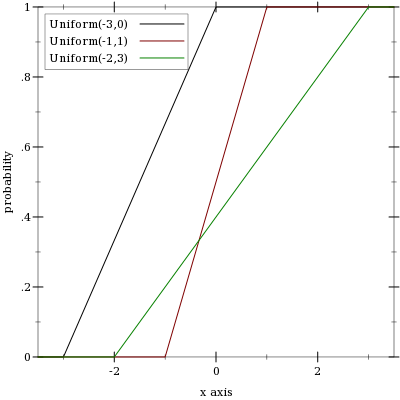 Uniform(-3,0)
Uniform(-1,1)
Uniform(-2,3)
1
.8
.6
.4
.2
0
probability
-2 0 2
x axis